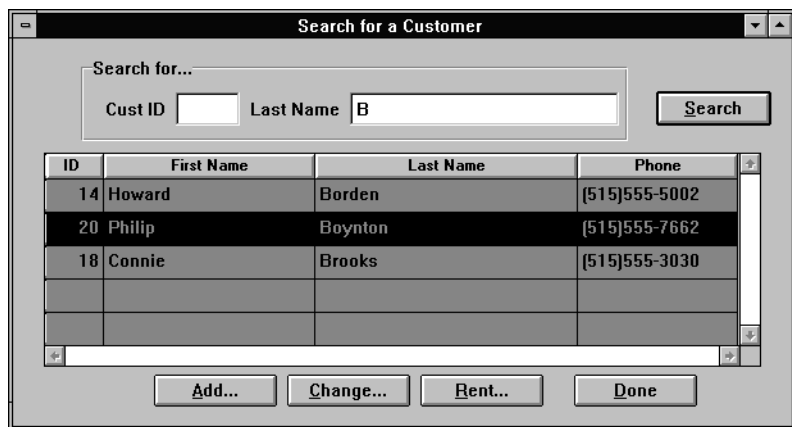 Search for a Customer
Search for...
Cust ID Last Name B Search
ID First Name Last Name Phone
14 Howard Borden (515)555-5002
20 Philip Boynton (515)555-7662
18 Connie Brooks (515)555-3030
Add... Change... Rent... Done